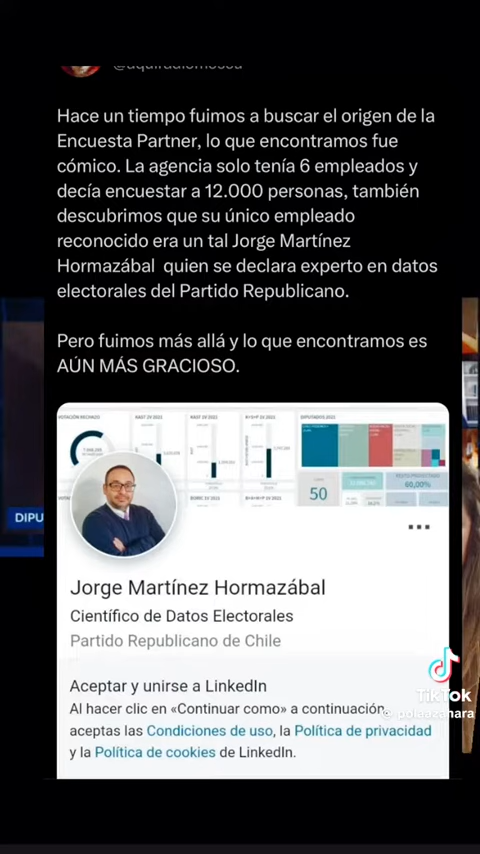 Hace un tiempo fuimos a buscar el origen de la
Encuesta Partner, lo que encontramos fue
cómico. La agencia solo tenía 6 empleados y
decía encuestar a 12.000 personas, también
descubrimos que su único empleado
reconocido era un tal Jorge Martínez
Hormazábal quien se declara experto en datos
electorales del Partido Republicano.
Pero fuimos más allá y lo que encontramos es
AÚN MÁS GRACIOSO.
50
60,00%
DIPU
Jorge Martínez Hormazábal
Científico de Datos Electorales
Partido Republicano de Chile
Aceptar y unirse a LinkedIn
Al hacer clic en «Continuar como» a continuación,
aceptas las Condiciones de uso, la Política de privacidad
y la Política de cookies de LinkedIn.
TikTok